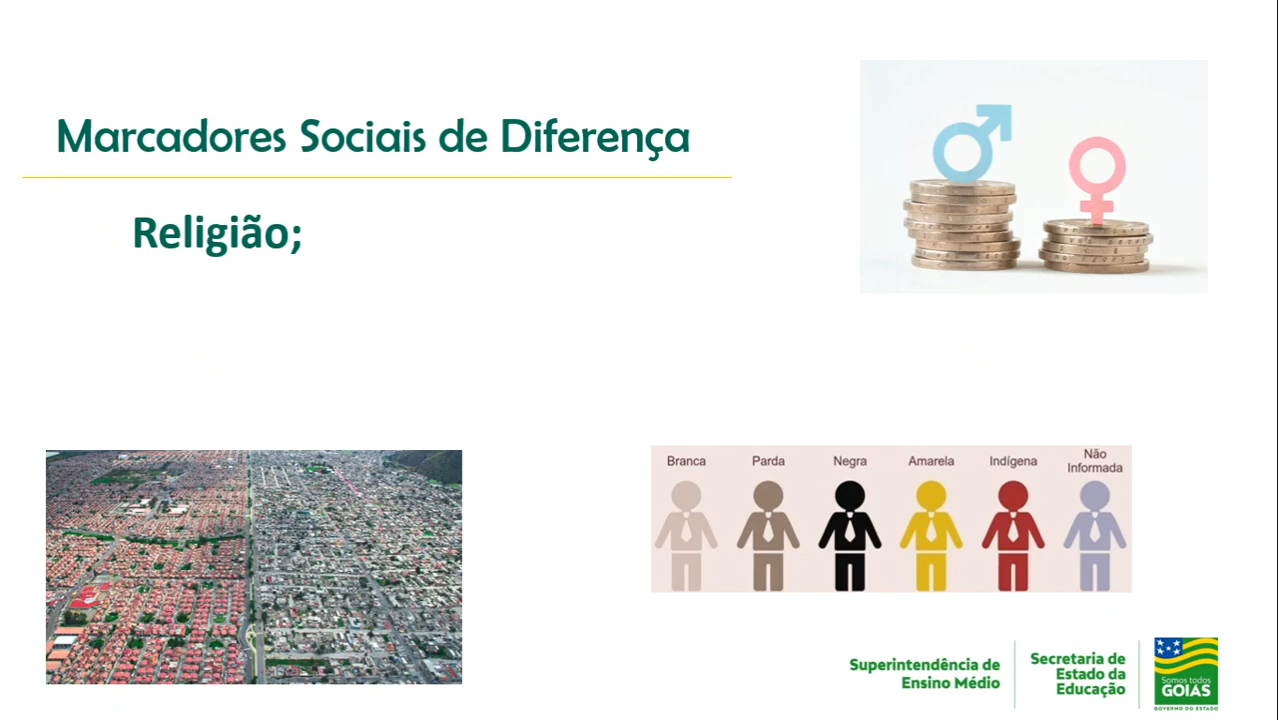 Marcadores Sociais de Diferença
Religião;
Branca
Parda
Negra
Amarela
Indígena
Não
Informada
Superintendência de
Ensino Médio
Secretaria de
Estado da
Educação
Somos todos
GOIÁS
GOVERNO DO ESTADO